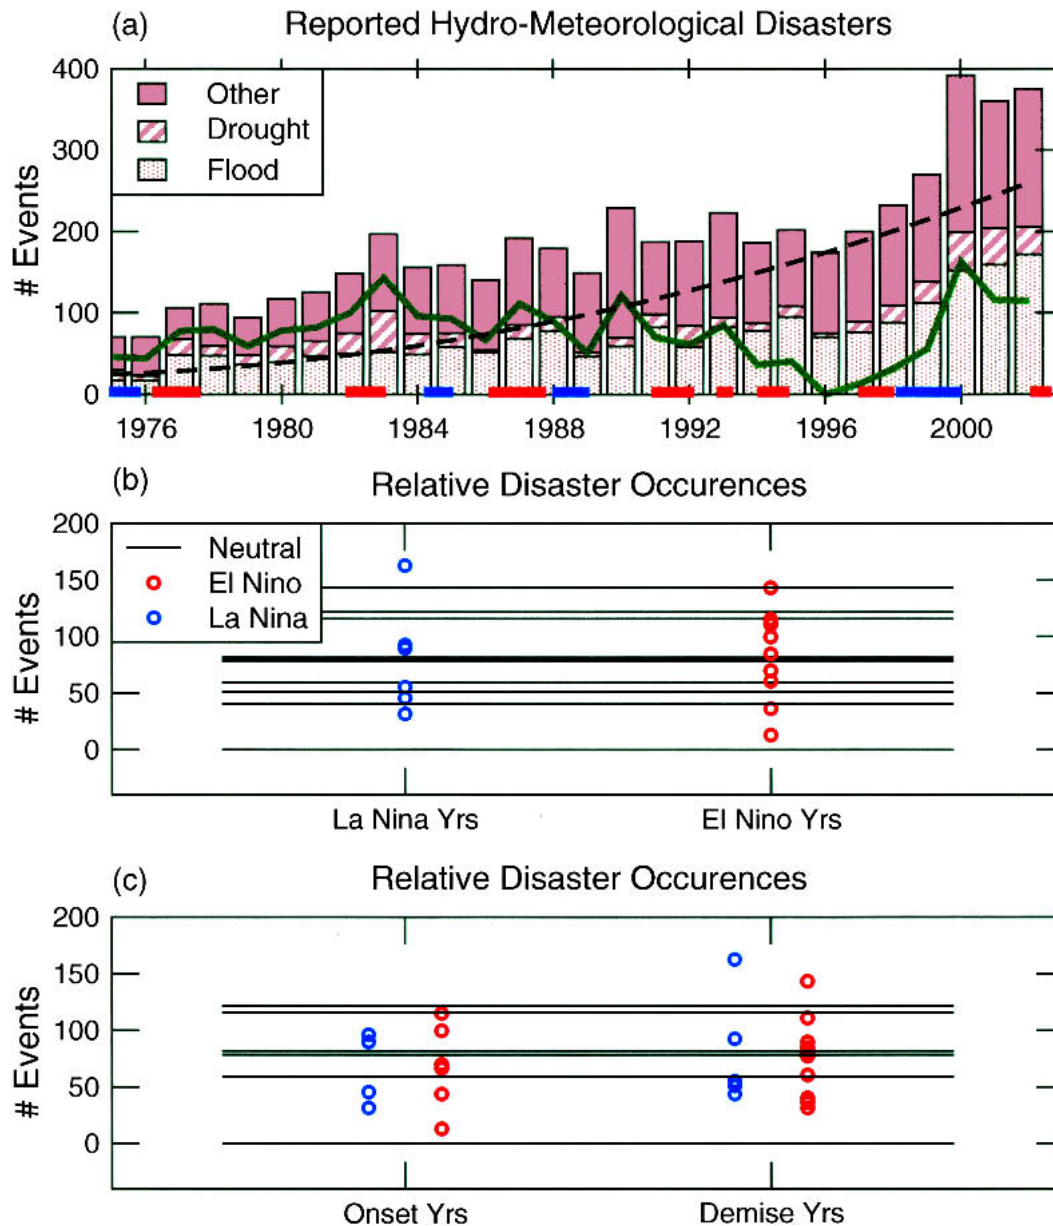 (a) Reported Hydro-Meteorological Disasters
400
300
200
100
0
# Events
Other
Drought
Flood
1976 1980 1984 1988 1992 1996 2000
(b) Relative Disaster Occurences
200
150
100
50
0
# Events
Neutral
El Nino
La Nina
La Nina Yrs El Nino Yrs
(c) Relative Disaster Occurences
200
150
100
50
0
# Events
Onset Yrs Demise Yrs